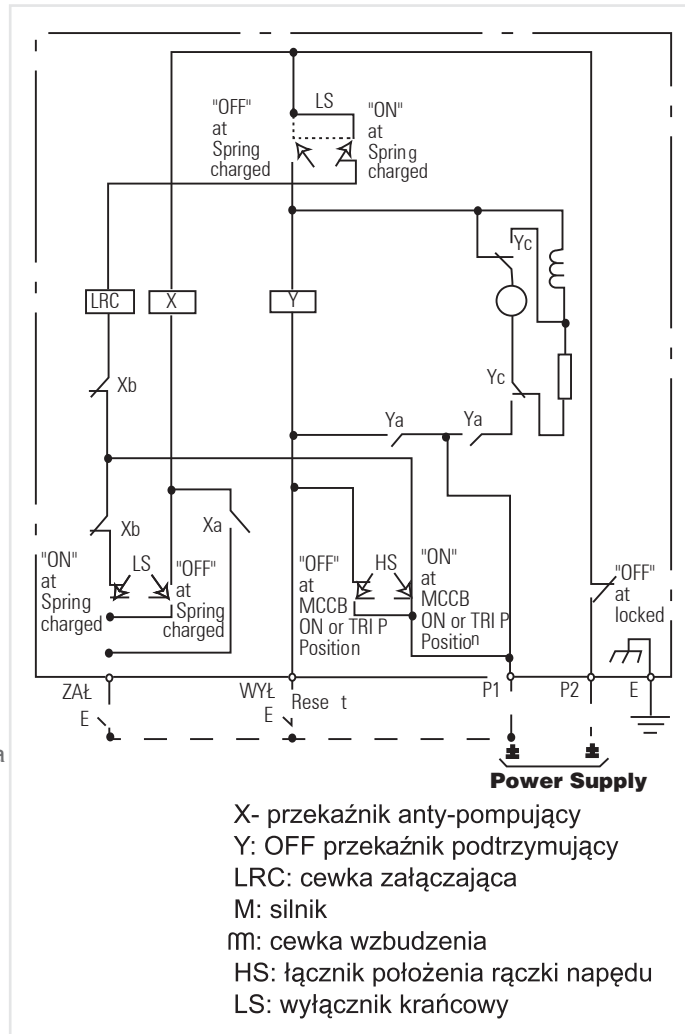 LS
"OFF"
at
Spring
charged
"ON"
at
Spring
charged
Yc
LRC
X
Y
Xb
Yc
Ya
Ya
Xb
Xa
"ON"
at
Spring
charged
LS
"OFF"
at
Spring
charged
"OFF"
at
MCCB
ON or TRI P
Position
HS
"ON"
at
MCCB
ON or TRI P
Position
"OFF"
at
locked
ZAŁ
WYŁ
Rese t
P1
P2
E
E
E
a
Power Supply
X- przekaźnik anty-pompujący
Y: OFF przekaźnik podtrzymujący
LRC: cewka załączająca
M: silnik
m: cewka wzbudzenia
HS: łącznik położenia rączki napędu
LS: wyłącznik krańcowy